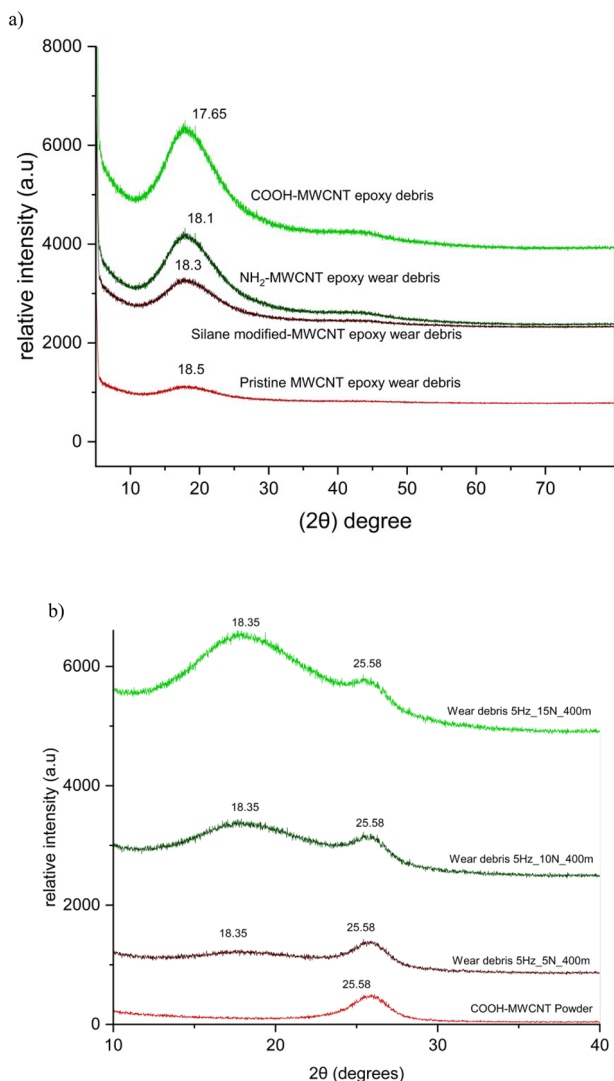 a)
8000
6000
4000
2000
0
relative intensity (a.u)
17.65
COOH-MWCNT epoxy debris
18.1
NH₂-MWCNT epoxy wear debris
18.3
Silane modified-MWCNT epoxy wear debris
18.5
Pristine MWCNT epoxy wear debris
10 20 30 40 50 60 70
(2θ) degree
b)
6000
4000
2000
0
relative intensity (a.u)
18.35
25.58
Wear debris 5Hz_15N_400m
18.35
25.58
Wear debris 5Hz_10N_400m
18.35
25.58
Wear debris 5Hz_5N_400m
25.58
COOH-MWCNT Powder
10 20 30 40
2θ (degrees)